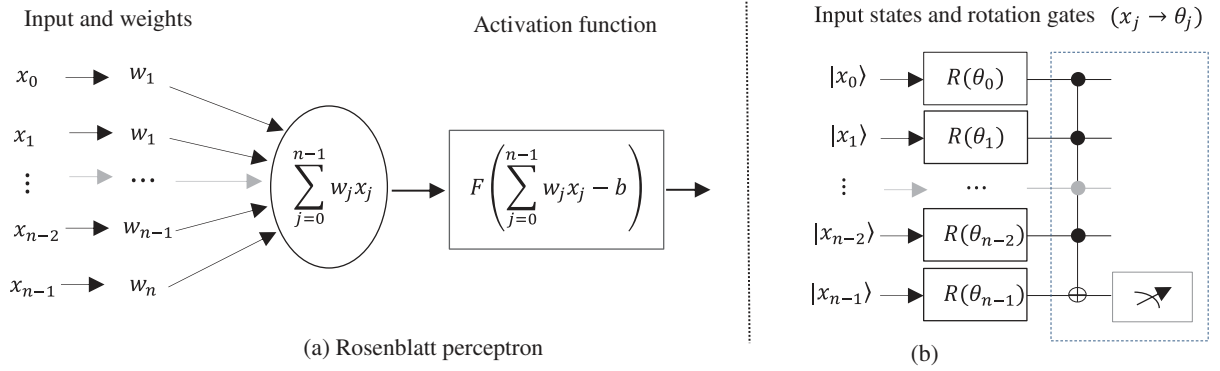 Input and weights
Activation function
x_0 w_1
x_1 w_1
⋮ ⋯
x_{n−2} w_{n−1}
x_{n−1} w_n
\sum_{j=0}^{n−1} w_j x_j
F(\sum_{j=0}^{n−1} w_j x_j − b)
(a) Rosenblatt perceptron
Input states and rotation gates (x_j → θ_j)
|x_0⟩ R(θ_0)
|x_1⟩ R(θ_1)
⋮ ⋯
|x_{n−2}⟩ R(θ_{n−2})
|x_{n−1}⟩ R(θ_{n−1})
(b)